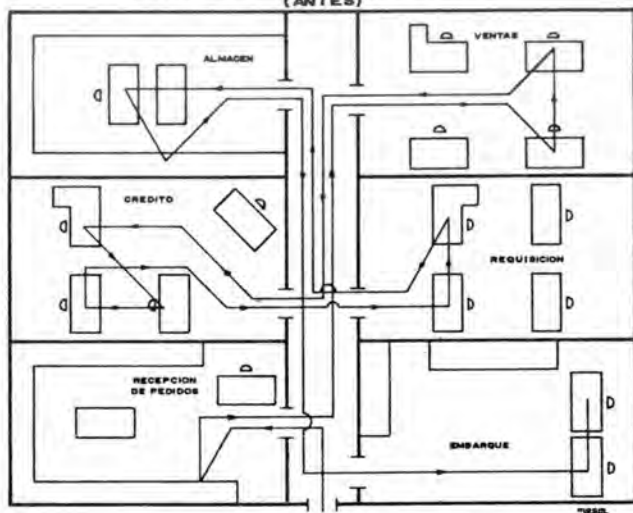 (ANTES)
ALMACEN
VENTAS
CREDITO
REQUISICION
RECEPCION
DE PEDIDOS
EMBARQUE